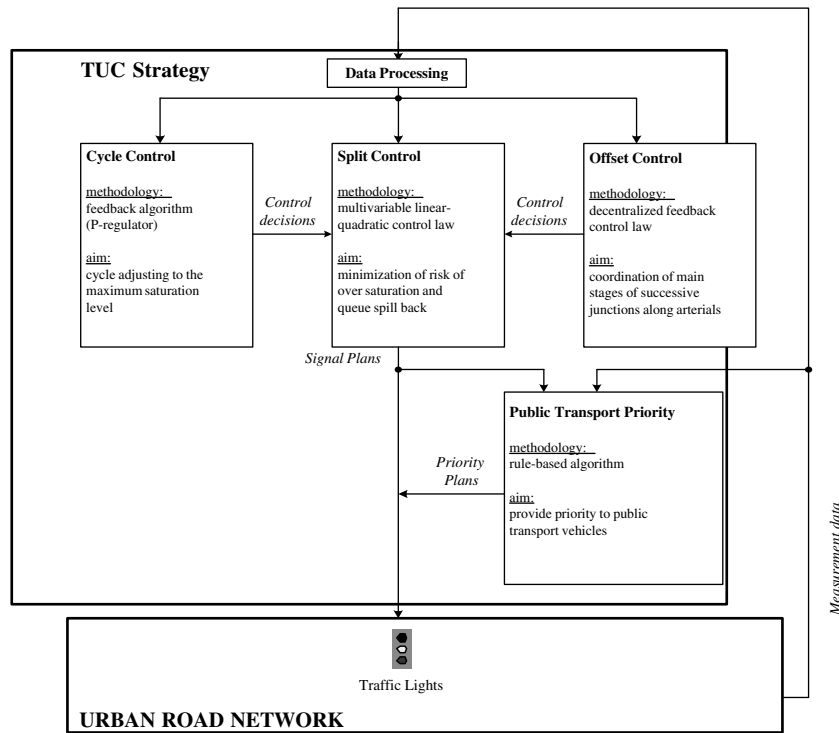 TUC Strategy
Data Processing
Cycle Control
methodology:
feedback algorithm
(P-regulator)
aim:
cycle adjusting to the
maximum saturation
level
Control
decisions
Split Control
methodology:
multivariable linear-
quadratic control law
aim:
minimization of risk of
over saturation and
queue spill back
Control
decisions
Offset Control
methodology:
decentralized feedback
control law
aim:
coordination of main
stages of successive
junctions along arterials
Signal Plans
Public Transport Priority
methodology:
rule-based algorithm
aim:
provide priority to public
transport vehicles
Priority
Plans
Measurement data
Traffic Lights
URBAN ROAD NETWORK